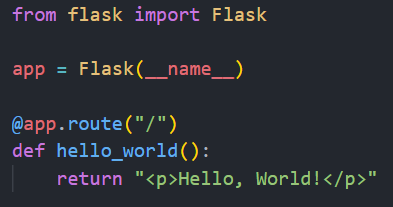 from flask import Flask
app = Flask(__name__)
@app.route("/")
def hello_world():
    return "<p>Hello, World!</p>"